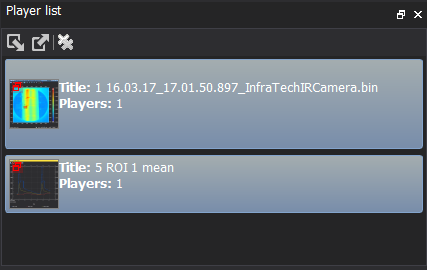 Player list
Title: 1 16.03.17_17.01.50.897_InfraTechIRCamera.bin
Players: 1
Title: 5 ROI 1 mean
Players: 1